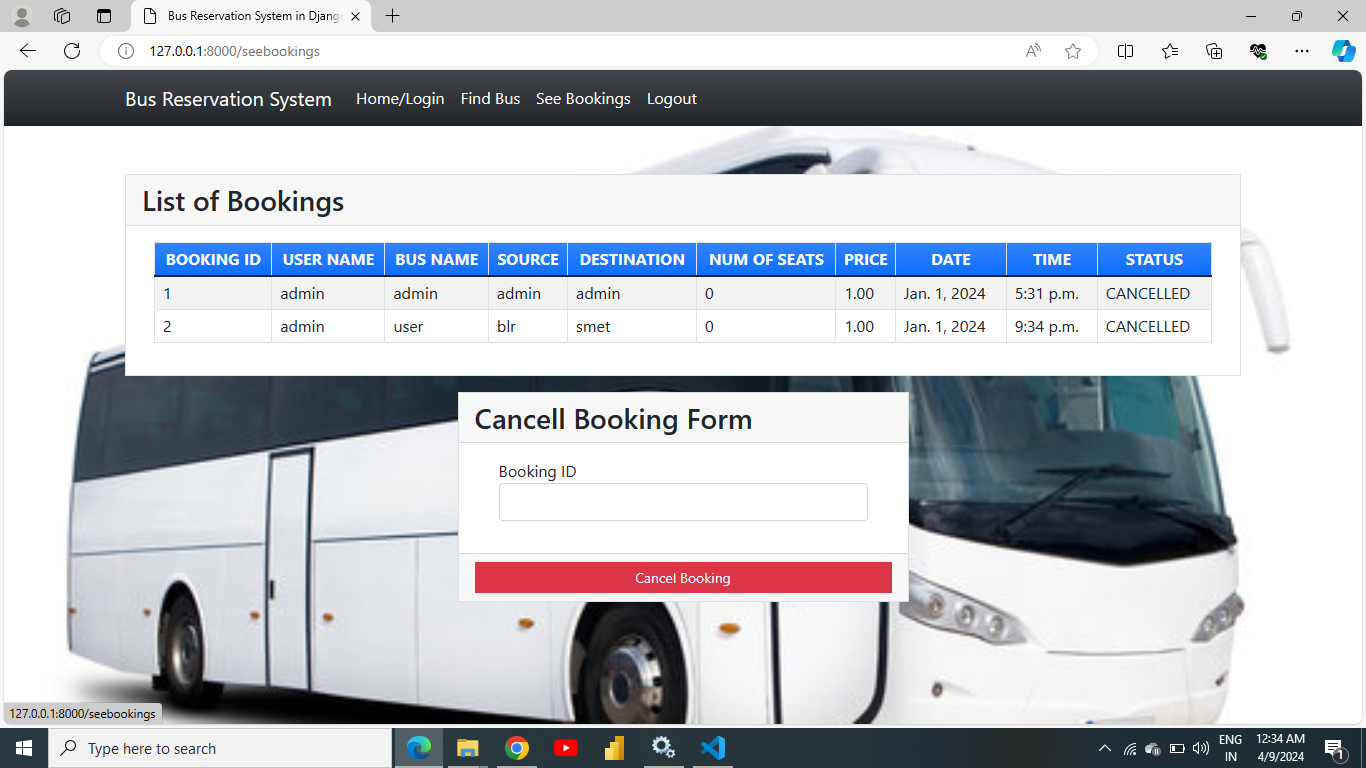 Bus Reservation System in Djang
127.0.0.1:8000/seebookings
Bus Reservation System Home/Login Find Bus See Bookings Logout
List of Bookings
BOOKING ID USER NAME BUS NAME SOURCE DESTINATION NUM OF SEATS PRICE DATE TIME STATUS
1 admin admin admin admin 0 1.00 Jan. 1, 2024 5:31 p.m. CANCELLED
2 admin user blr smet 0 1.00 Jan. 1, 2024 9:34 p.m. CANCELLED
Cancell Booking Form
Booking ID
Cancel Booking
127.0.0.1:8000/seebookings
Type here to search
ENG
IN
12:34 AM
4/9/2024
1